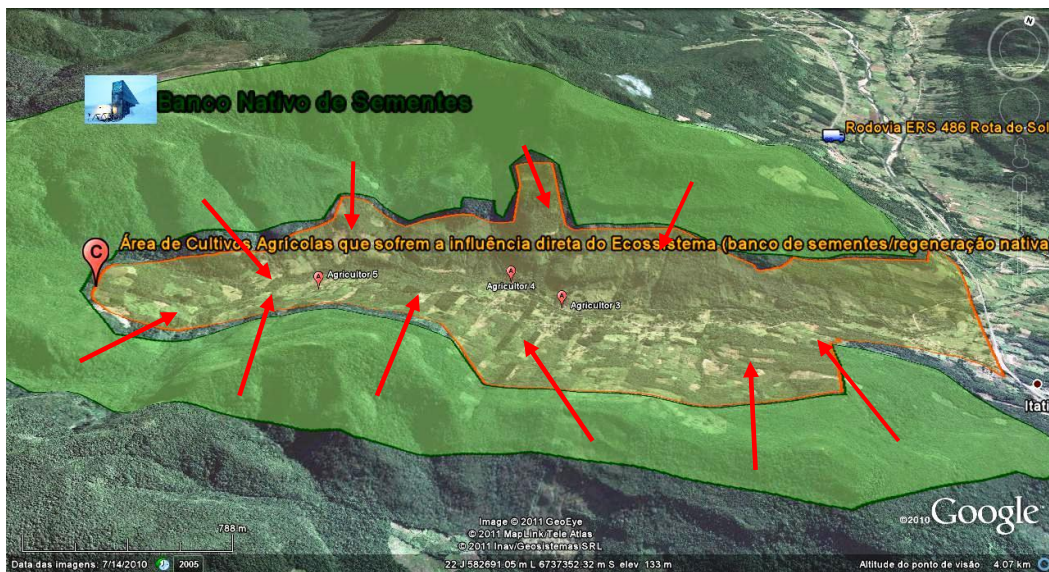 N
Banco Nativo de Sementes
Rodovia ERS 486 Rota do Sol
C
Área de Cultivos Agrícolas que sofrem a influência direta do Ecossistema (banco de sementes/regeneração nativa
A
Agricultor 5
A
Agricultor 4
A
Agricultor 3
Itati
788 m
Image © 2011 GeoEye
© 2011 MapLink/Tele Atlas
© 2011 Inav/Geosistemas SRL
©2010 Google
Data das imagens: 7/14/2010
2005
22 J 582691.05 m L 6737352.32 m S elev 133 m
Altitude do ponto de visão 4.07 km